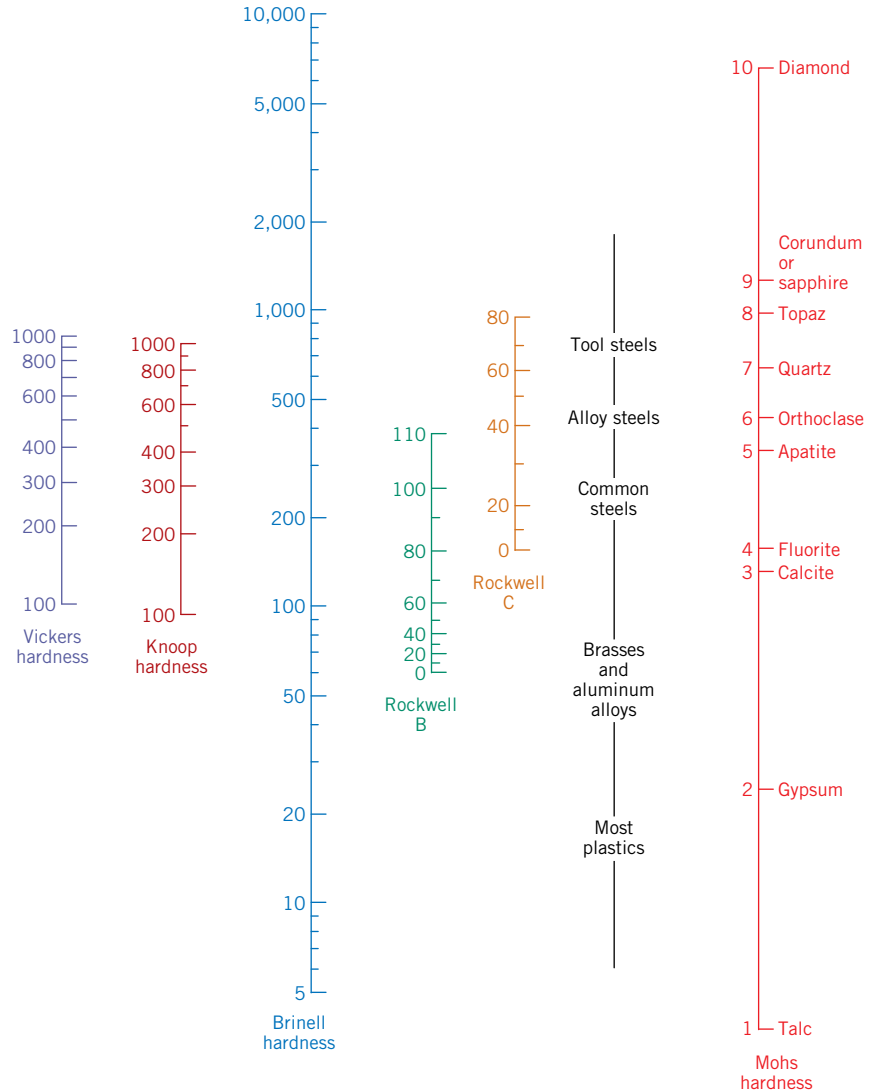 1000
800
600
400
300
200
100
Vickers
hardness
1000
800
600
400
300
200
100
Knoop
hardness
10,000
5,000
2,000
1,000
500
200
100
50
20
10
5
Brinell
hardness
110
100
80
60
40
20
0
Rockwell
B
80
60
40
20
0
Rockwell
C
Tool steels
Alloy steels
Common
steels
Brasses
and
aluminum
alloys
Most
plastics
10 Diamond
Corundum
or
9 sapphire
8 Topaz
7 Quartz
6 Orthoclase
5 Apatite
4 Fluorite
3 Calcite
2 Gypsum
1 Talc
Mohs
hardness